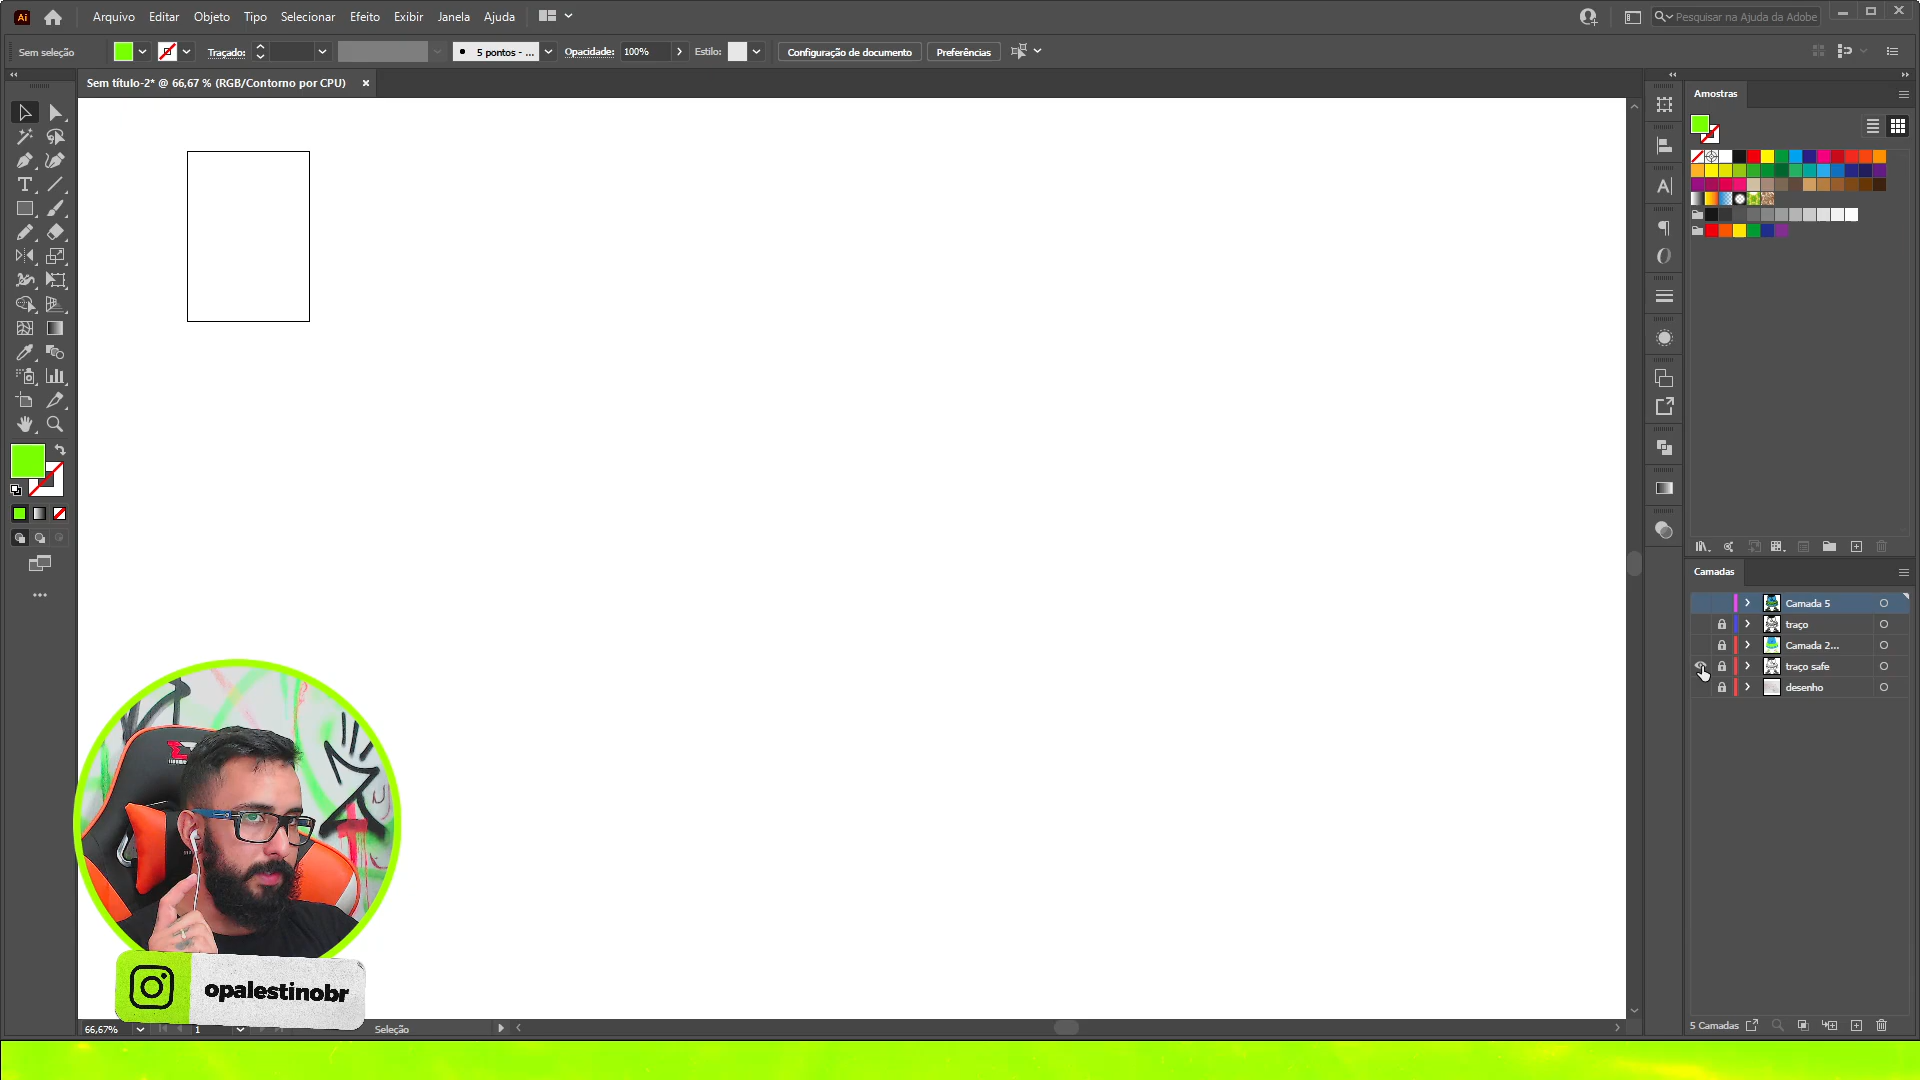 Ai Arquivo Editar Objeto Tipo Selecionar Efeito Exibir Janela Ajuda Pesquisar na Ajuda da Adobe
Sem seleção Traçado: 5 pontos - ... Opacidade: 100% Estilo: Configuração de documento Preferências
Sem título-2* @ 66,67 % (RGB/Contorno por CPU) ×
Amostras
Camadas
Camada 5
traço
Camada 2...
traço safe
desenho
opalestinobr
66,67% 1 Seleção
5 Camadas